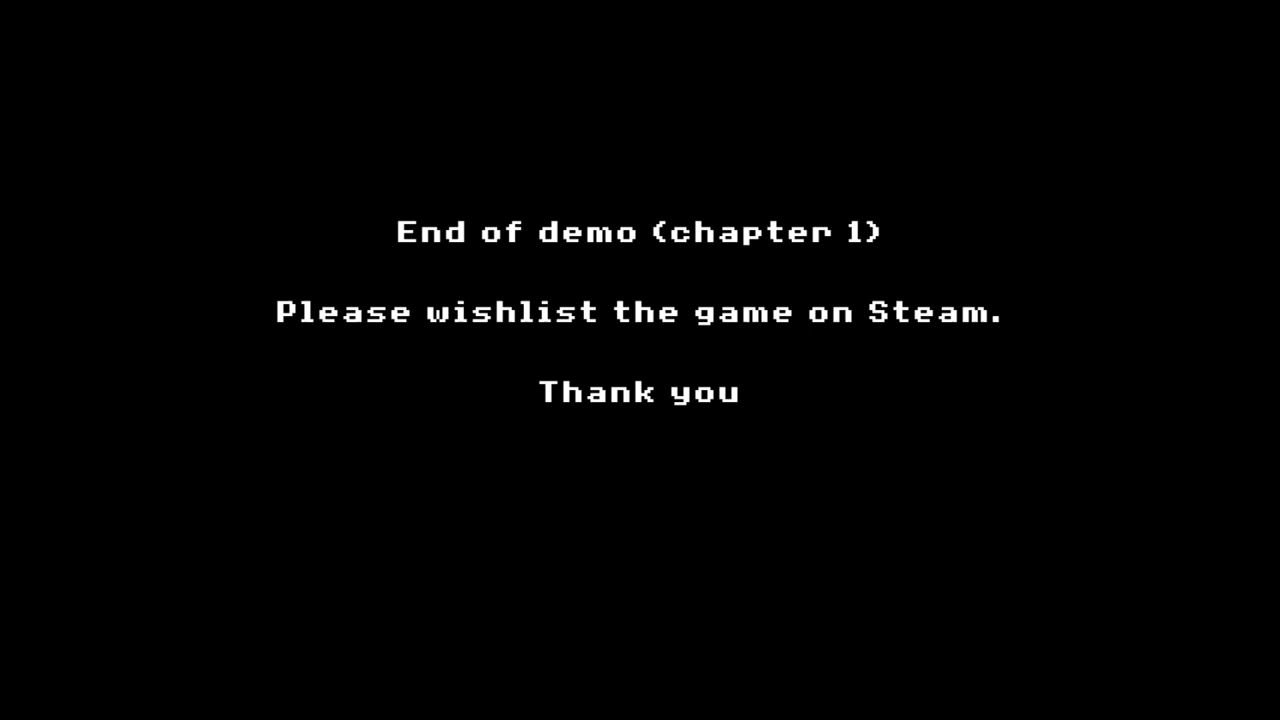 End of demo (chapter 1)
Please wishlist the game on Steam.
Thank you